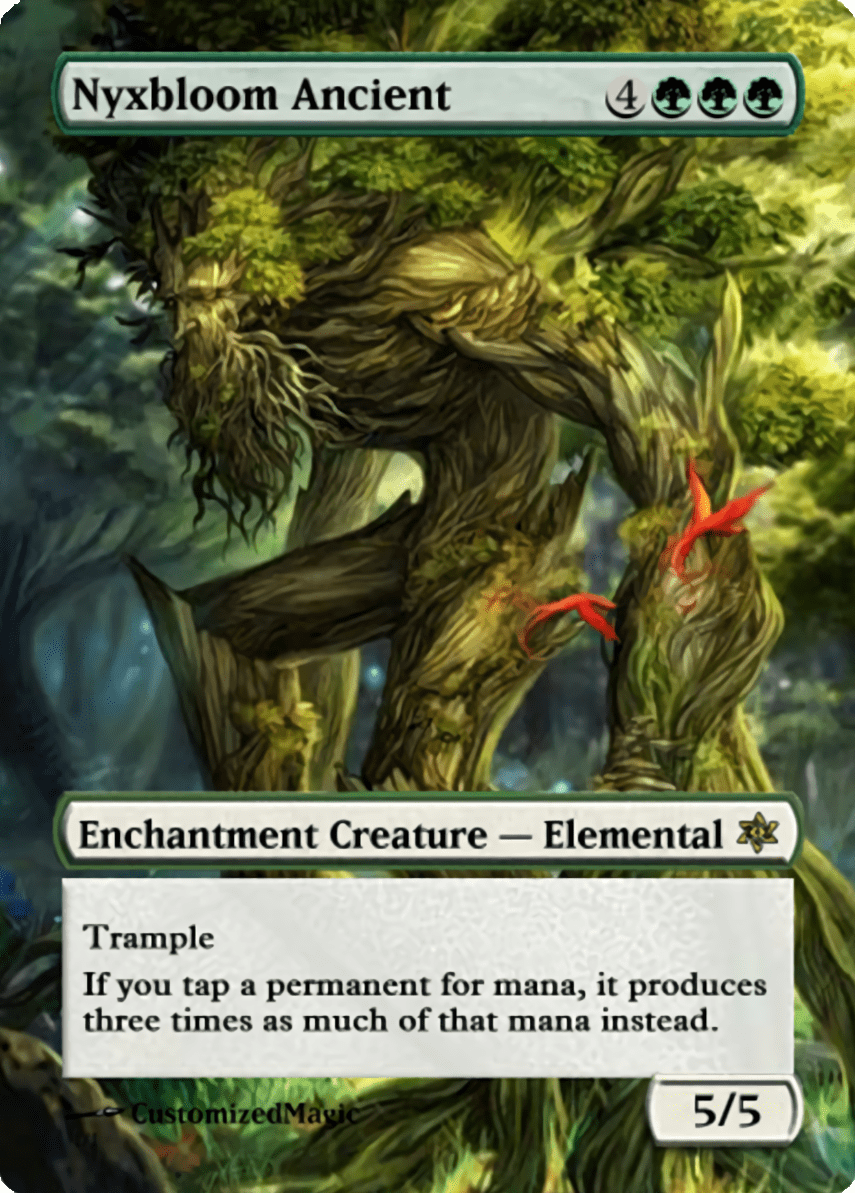 Nyxbloom Ancient 4
Enchantment Creature — Elemental
Trample
If you tap a permanent for mana, it produces
three times as much of that mana instead.
CustomizedMagic
5/5